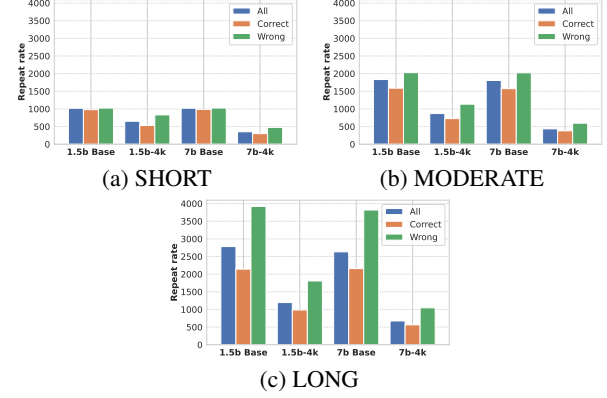 4000
3500
3000
2500
2000
1500
1000
500
0
Repeat rate
All
Correct
Wrong
1.5b Base 1.5b-4k 7b Base 7b-4k
(a) SHORT
4000
3500
3000
2500
2000
1500
1000
500
0
Repeat rate
All
Correct
Wrong
1.5b Base 1.5b-4k 7b Base 7b-4k
(b) MODERATE
4000
3500
3000
2500
2000
1500
1000
500
0
Repeat rate
All
Correct
Wrong
1.5b Base 1.5b-4k 7b Base 7b-4k
(c) LONG